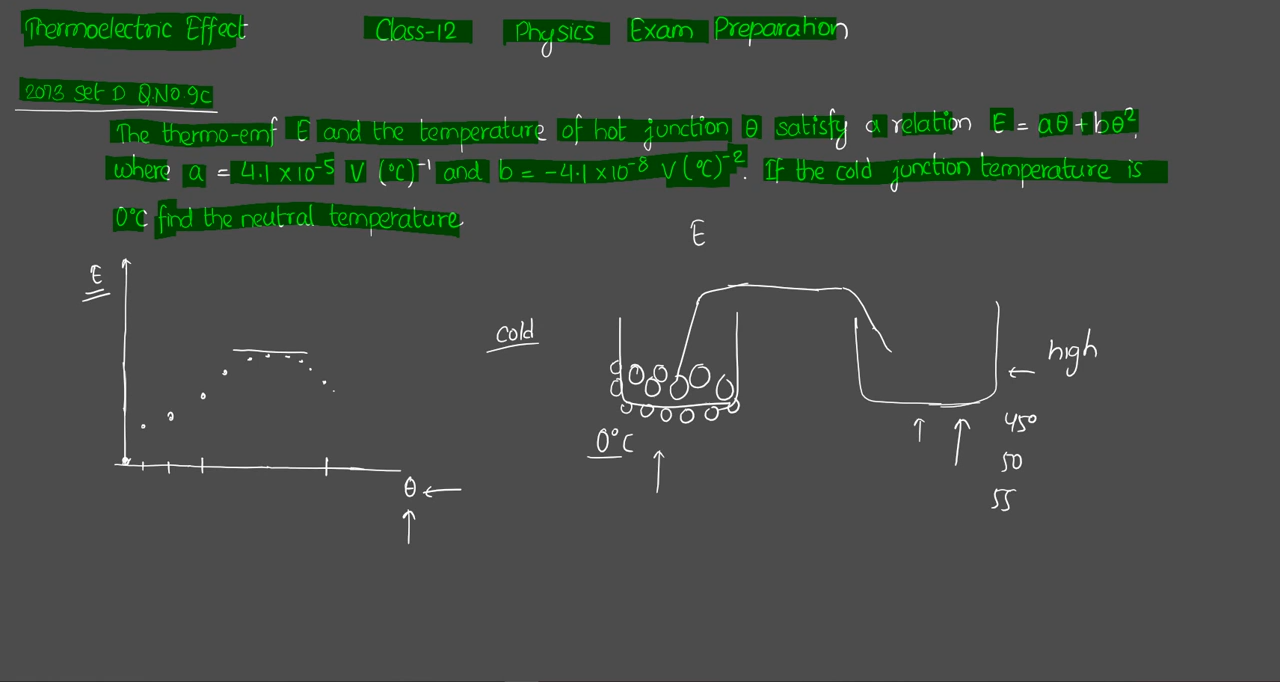 Thermoelectric Effect Class-12 Physics Exam Preparation
2073 Set D Q.No.9c
The thermo-emf E and the temperature of hot junction θ satisfy a relation E = aθ + bθ²,
where a = 4.1 × 10⁻⁵ V (°C)⁻¹ and b = -4.1 × 10⁻⁸ V (°C)⁻². If the cold junction temperature is
0°C find the neutral temperature
E
E
cold
high
45°
0°C
50
θ
55